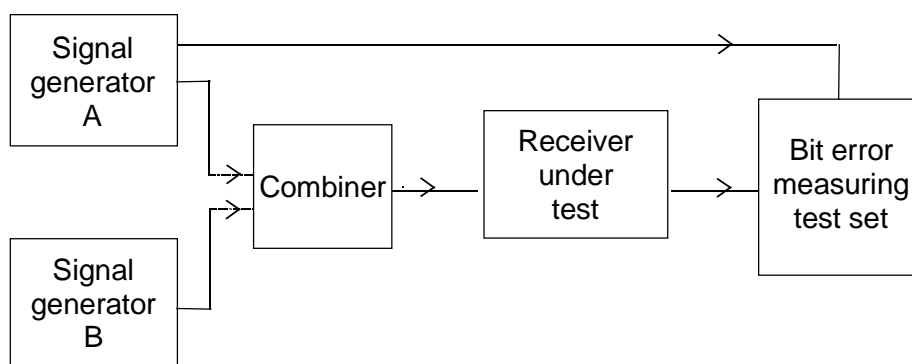 Signal
generator
A
Combiner
Receiver
under
test
Bit error
measuring
test set
Signal
generator
B